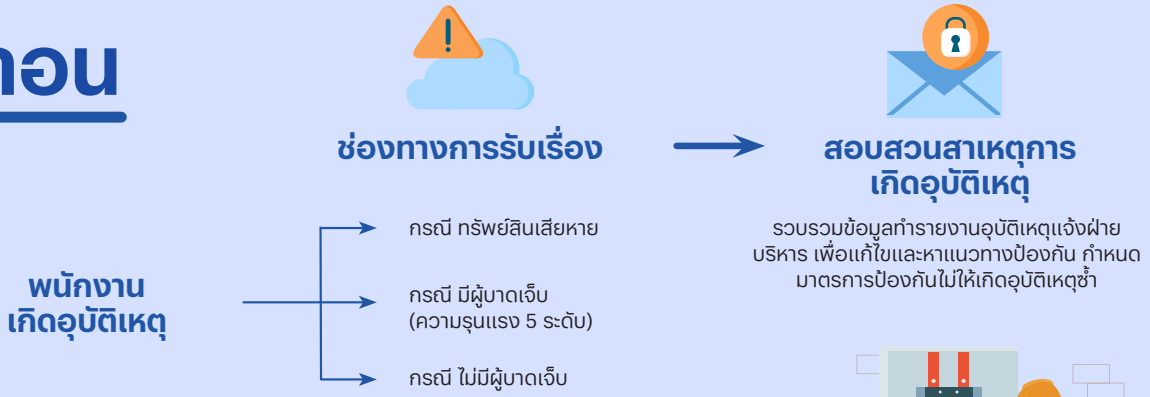 ช่องทางการรับเรื่อง
สอบสวนสาเหตุการ
เกิดอุบัติเหตุ
รวบรวมข้อมูลทำรายงานอุบัติเหตุแจ้งฝ่าย
บริหาร เพื่อแก้ไขและหาแนวทางป้องกัน กำหนด
มาตรการป้องกันไม่ให้เกิดอุบัติเหตุซ้ำ
พนักงาน
เกิดอุบัติเหตุ
กรณี ทรัพย์สินเสียหาย
กรณี มีผู้บาดเจ็บ
(ความรุนแรง 5 ระดับ)
กรณี ไม่มีผู้บาดเจ็บ